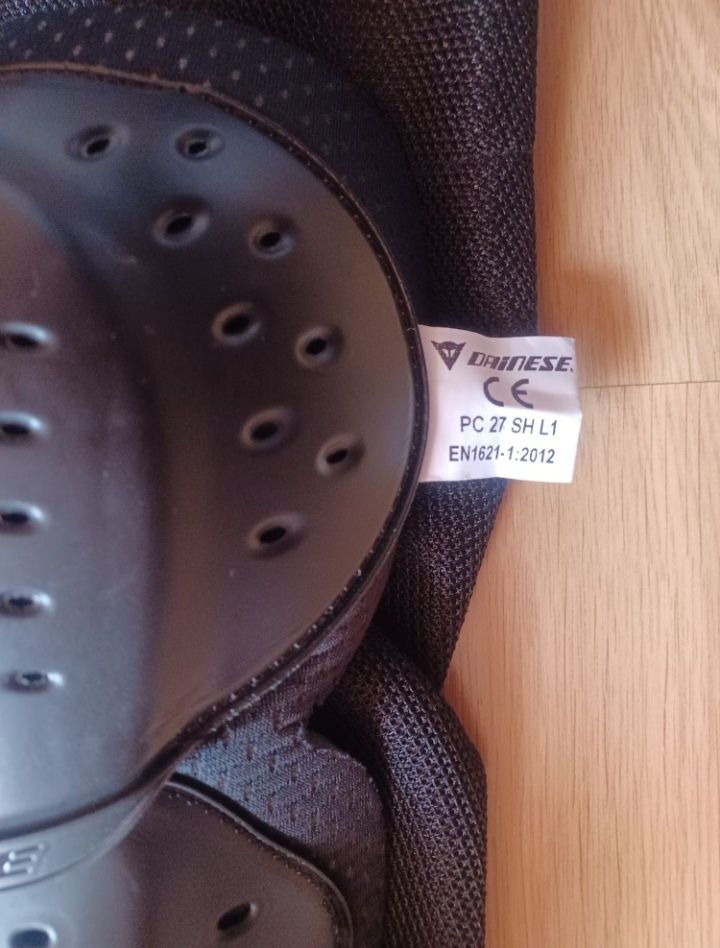 DAINESE.
CE
PC 27 SH L1
EN1621-1:2012